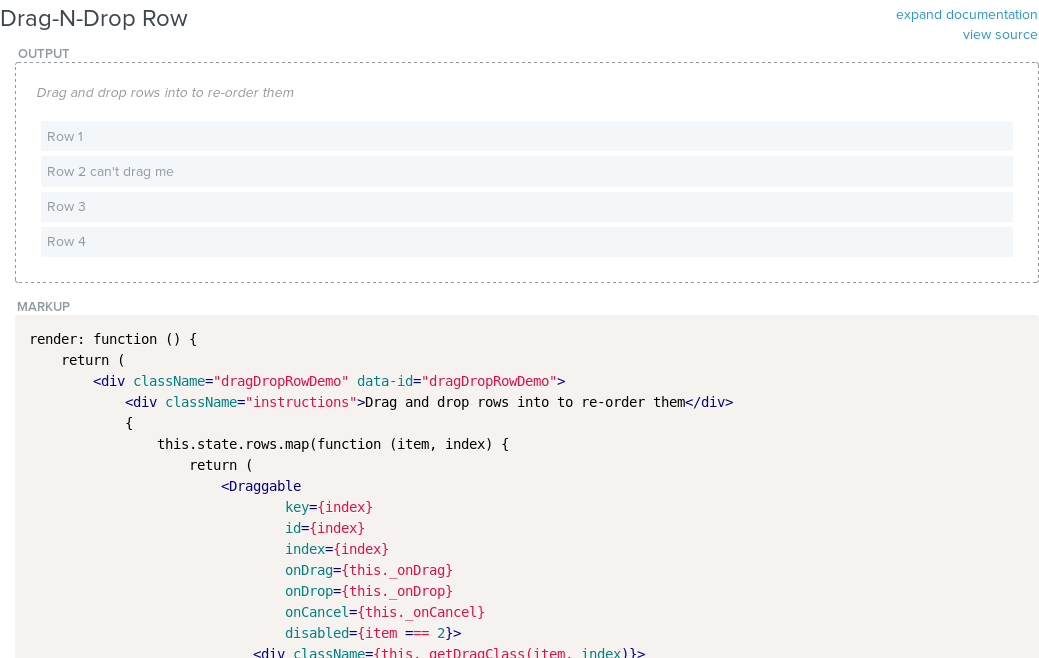 Drag-N-Drop Row
expand documentation
view source
OUTPUT
Drag and drop rows into to re-order them
Row 1
Row 2 can't drag me
Row 3
Row 4
MARKUP
render: function () {
    return (
        <div className="dragDropRowDemo" data-id="dragDropRowDemo">
            <div className="instructions">Drag and drop rows into to re-order them</div>
            {
                this.state.rows.map(function (item, index) {
                    return (
                        <Draggable
                                key={index}
                                id={index}
                                index={index}
                                onDrag={this._onDrag}
                                onDrop={this._onDrop}
                                onCancel={this._onCancel}
                                disabled={item === 2}>
                            <div className={this._getDragClass(item, index)}>